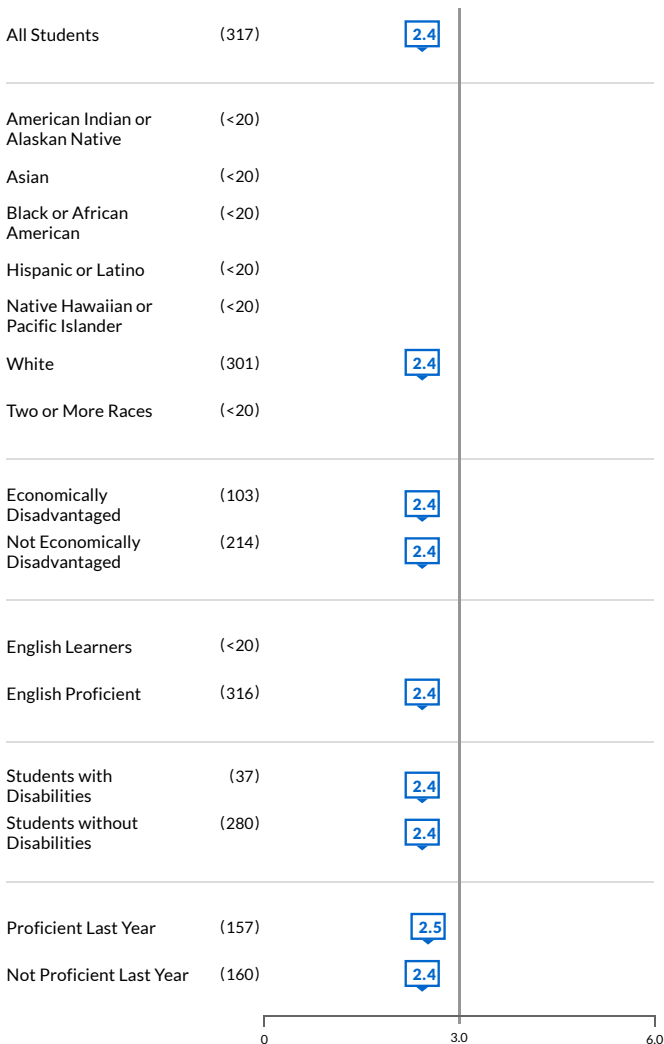 All Students (317) 2.4
American Indian or (<20)
Alaskan Native
Asian (<20)
Black or African (<20)
American
Hispanic or Latino (<20)
Native Hawaiian or (<20)
Pacific Islander
White (301) 2.4
Two or More Races (<20)
Economically (103) 2.4
Disadvantaged
Not Economically (214) 2.4
Disadvantaged
English Learners (<20)
English Proficient (316) 2.4
Students with (37) 2.4
Disabilities
Students without (280) 2.4
Disabilities
Proficient Last Year (157) 2.5
Not Proficient Last Year (160) 2.4
0 3.0 6.0